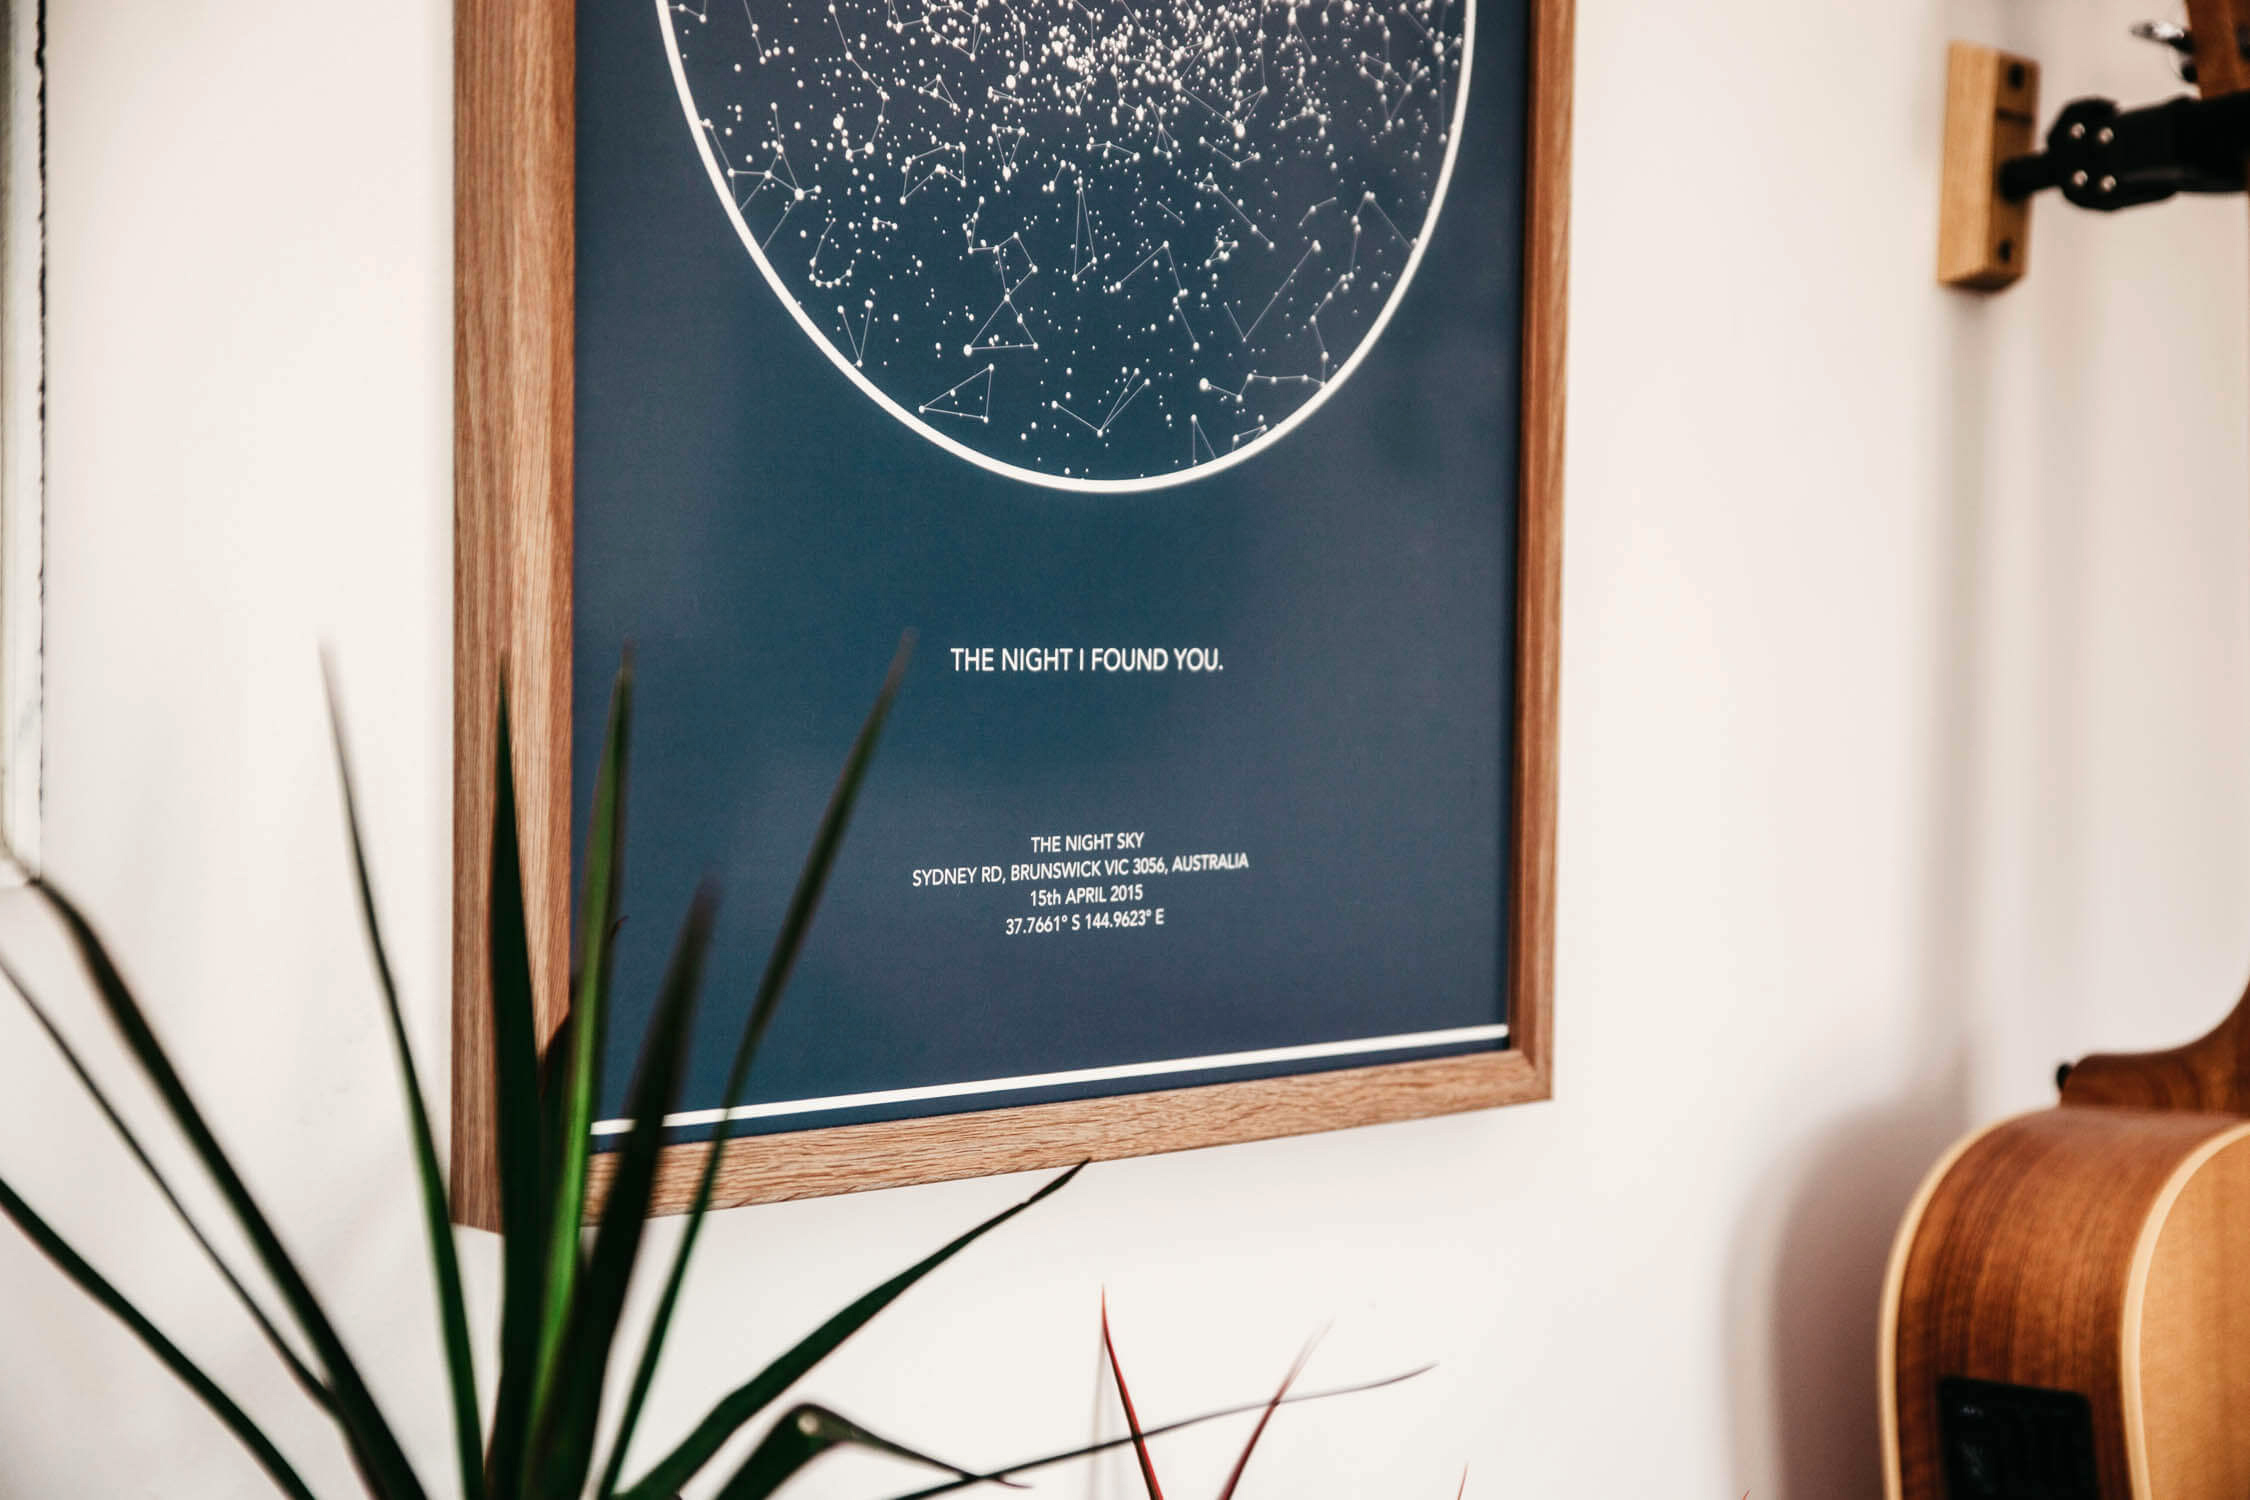 THE NIGHT I FOUND YOU.
THE NIGHT SKY
SYDNEY RD, BRUNSWICK VIC 3056, AUSTRALIA
15th APRIL 2015
37.7661° S 144.9623° E